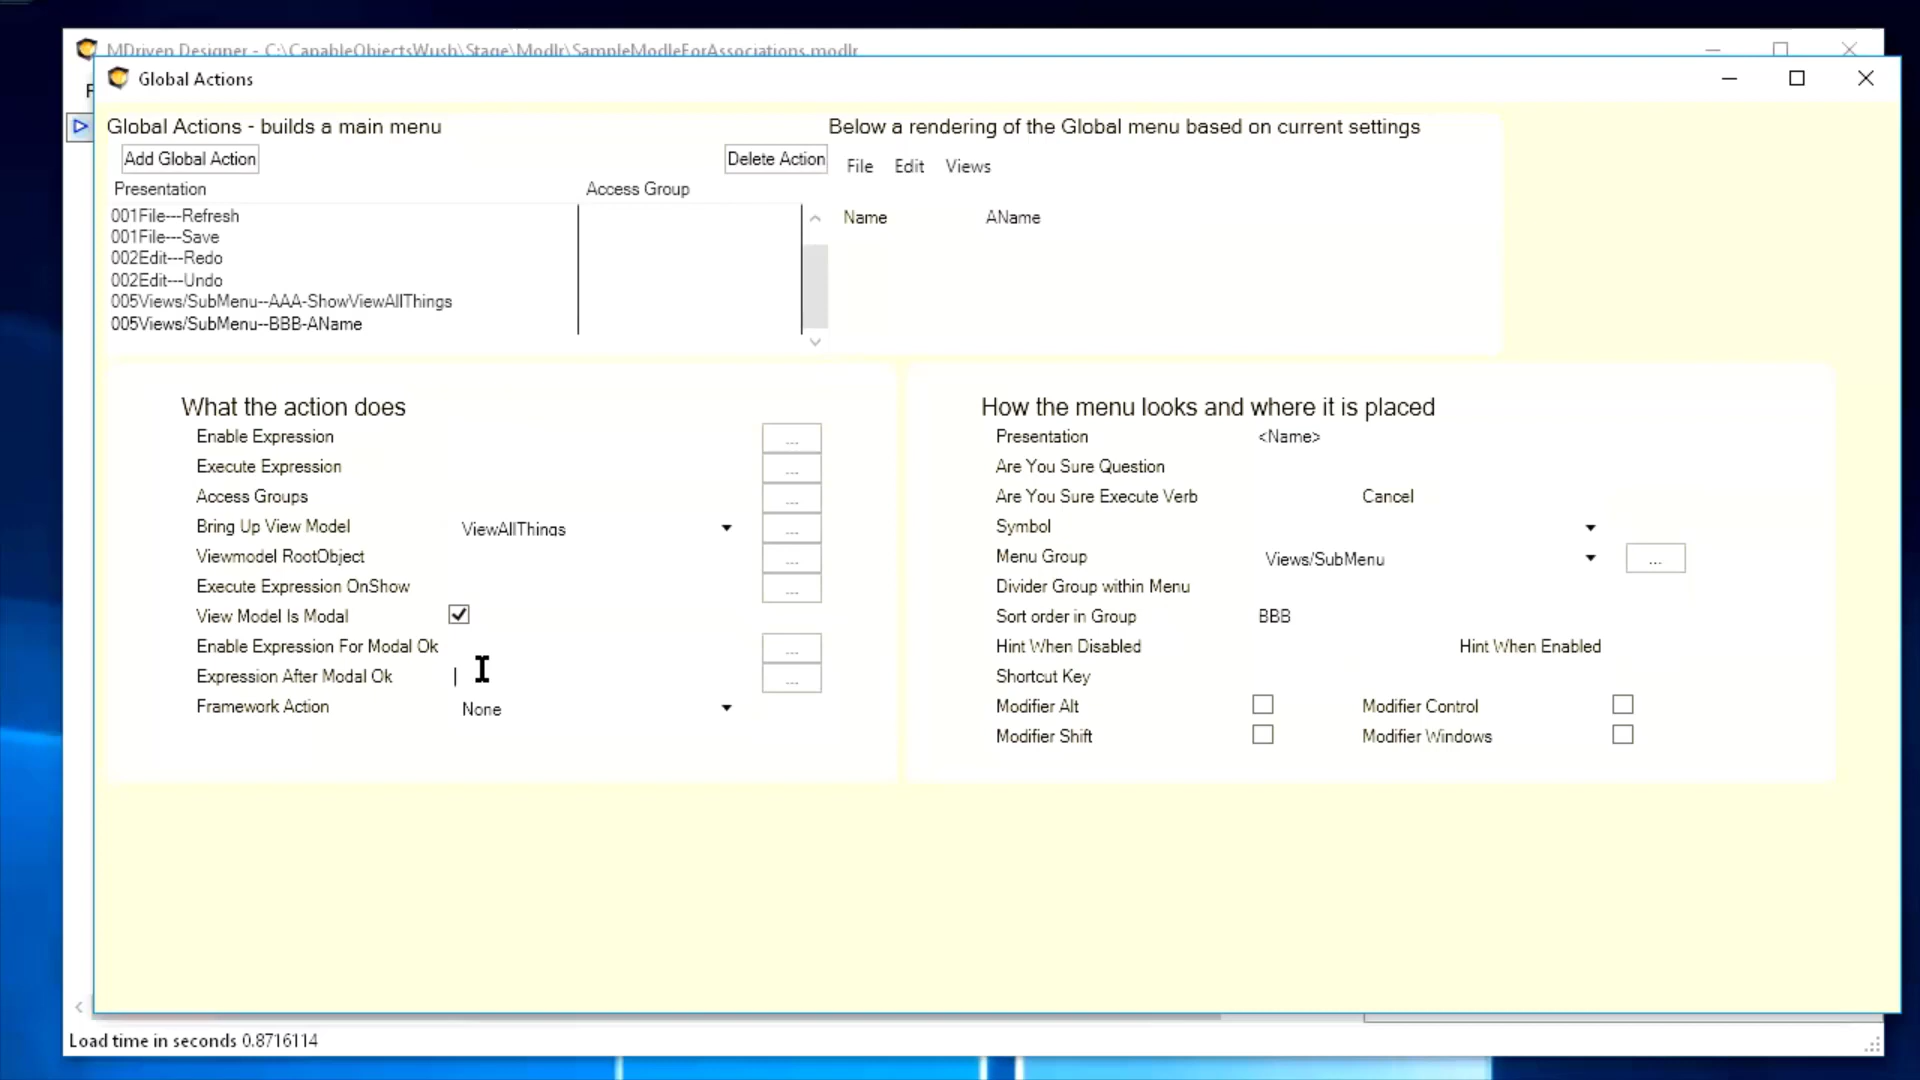 MDriven Designer - C:\CapableObjectsWush\Stage\Modlr\SampleModleForAssociations.modlr
Global Actions
F
Global Actions - builds a main menu
Below a rendering of the Global menu based on current settings
Add Global Action
Delete Action
File Edit Views
Presentation
Access Group
001File---Refresh
Name AName
001File---Save
002Edit---Redo
002Edit---Undo
005Views/SubMenu--AAA-ShowViewAllThings
005Views/SubMenu--BBB-AName
What the action does
Enable Expression ...
Execute Expression ...
Access Groups ...
Bring Up View Model ViewAllThings ...
Viewmodel RootObject ...
Execute Expression OnShow ...
View Model Is Modal
Enable Expression For Modal Ok ...
Expression After Modal Ok ...
Framework Action None
How the menu looks and where it is placed
Presentation <Name>
Are You Sure Question
Are You Sure Execute Verb Cancel
Symbol
Menu Group Views/SubMenu ...
Divider Group within Menu
Sort order in Group BBB
Hint When Disabled Hint When Enabled
Shortcut Key
Modifier Alt Modifier Control
Modifier Shift Modifier Windows
Load time in seconds 0.8716114